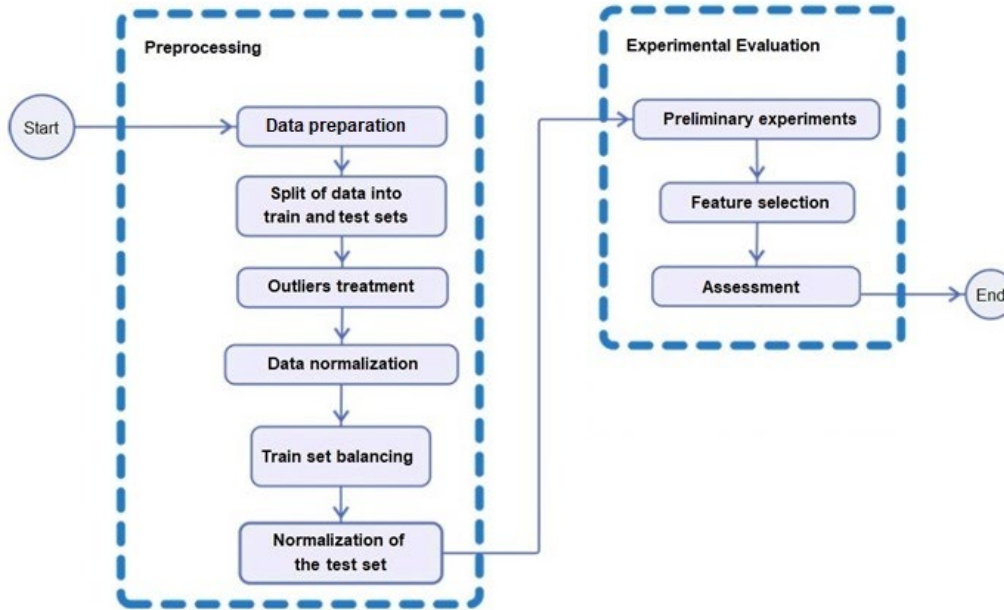 Preprocessing
Start
Data preparation
Split of data into
train and test sets
Outliers treatment
Data normalization
Train set balancing
Normalization of
the test set
Experimental Evaluation
Preliminary experiments
Feature selection
Assessment
End